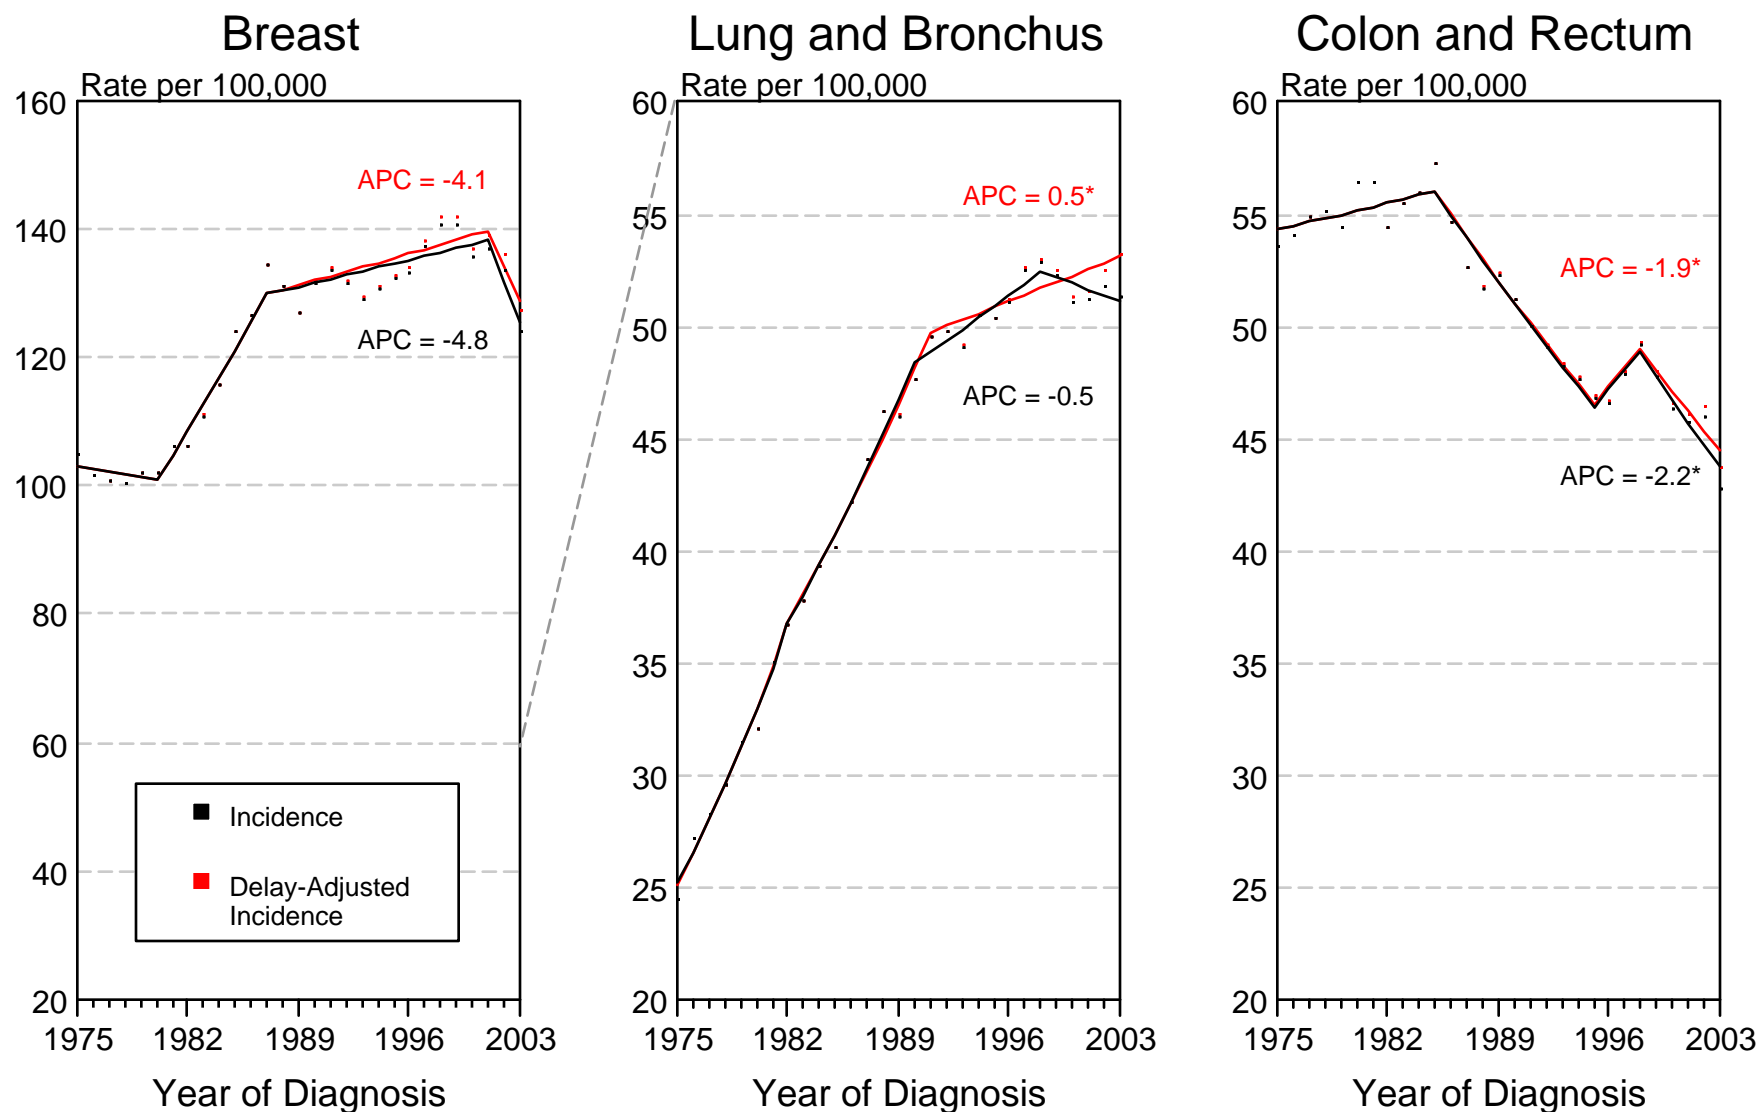 Breast
Rate per 100,000
160
140
120
100
80
60
40
20
APC = -4.1
APC = -4.8
Incidence
Delay-Adjusted
Incidence
1975 1982 1989 1996 2003
Year of Diagnosis
Lung and Bronchus
Rate per 100,000
60
55
50
45
40
35
30
25
20
APC = 0.5*
APC = -0.5
1975 1982 1989 1996 2003
Year of Diagnosis
Colon and Rectum
Rate per 100,000
60
55
50
45
40
35
30
25
20
APC = -1.9*
APC = -2.2*
1975 1982 1989 1996 2003
Year of Diagnosis